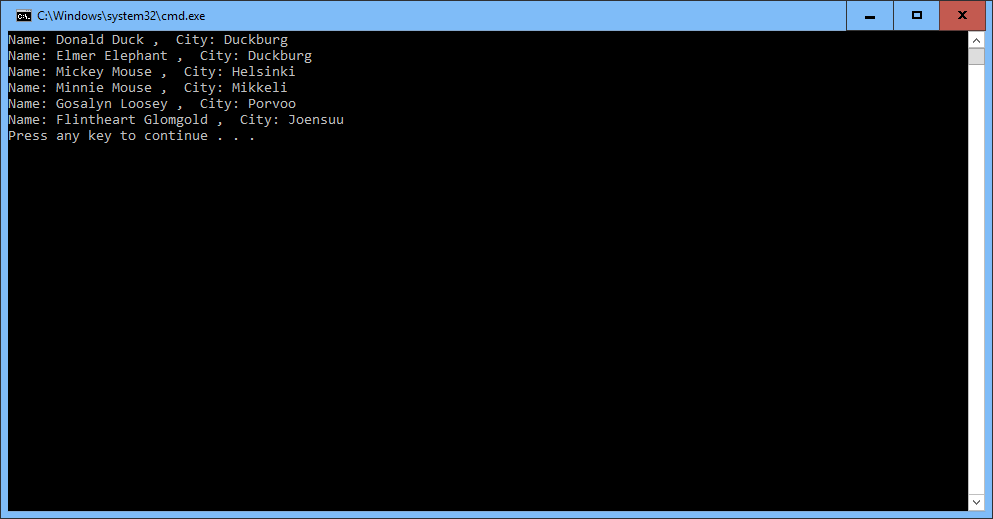 C:\Windows\system32\cmd.exe
Name: Donald Duck ,  City: Duckburg
Name: Elmer Elephant ,  City: Duckburg
Name: Mickey Mouse ,  City: Helsinki
Name: Minnie Mouse ,  City: Mikkeli
Name: Gosalyn Loosey ,  City: Porvoo
Name: Flintheart Glomgold ,  City: Joensuu
Press any key to continue . . .